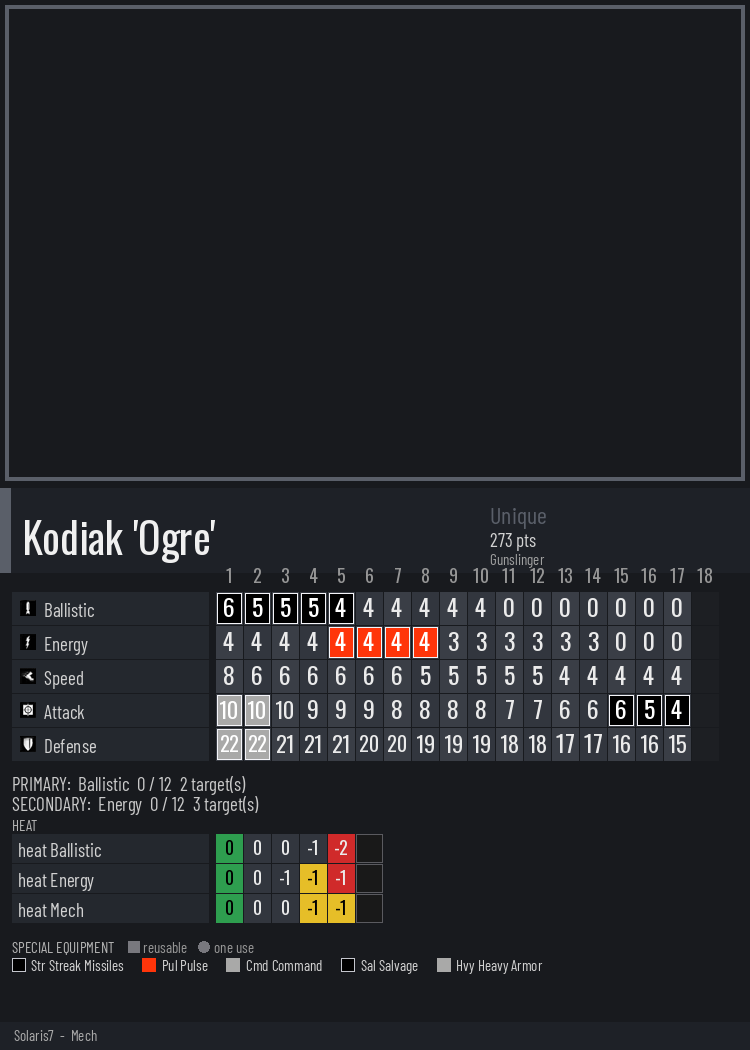 Kodiak 'Ogre'
Unique
273 pts
Gunslinger
1 2 3 4 5 6 7 8 9 10 11 12 13 14 15 16 17 18
Ballistic 6 5 5 5 4 4 4 4 4 4 0 0 0 0 0 0 0
Energy 4 4 4 4 4 4 4 4 3 3 3 3 3 3 0 0 0
Speed 8 6 6 6 6 6 6 5 5 5 5 5 4 4 4 4 4
Attack 10 10 10 9 9 9 8 8 8 8 7 7 6 6 6 5 4
Defense 22 22 21 21 21 20 20 19 19 19 18 18 17 17 16 16 15
PRIMARY: Ballistic 0 / 12 2 target(s)
SECONDARY: Energy 0 / 12 3 target(s)
HEAT
heat Ballistic 0 0 0 -1 -2
heat Energy 0 0 -1 -1 -1
heat Mech 0 0 0 -1 -1
SPECIAL EQUIPMENT reusable one use
Str Streak Missiles Pul Pulse Cmd Command Sal Salvage Hvy Heavy Armor
Solaris7 - Mech